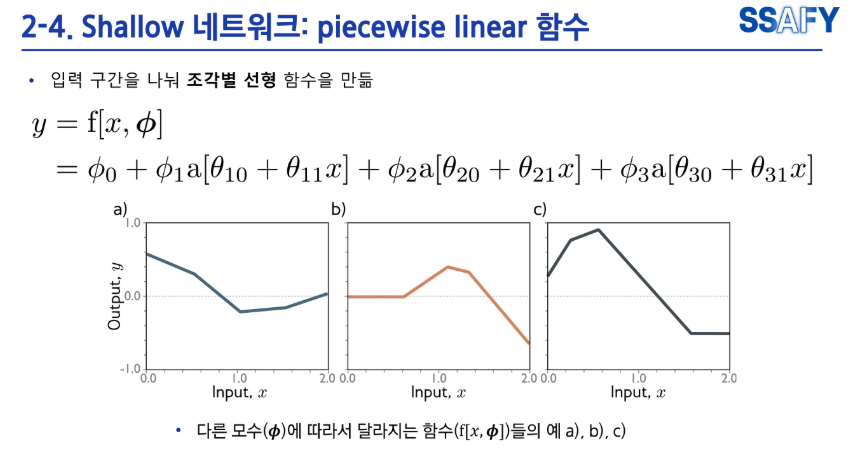 2-4. Shallow 네트워크: piecewise linear 함수
SSAFY
• 입력 구간을 나눠 조각별 선형 함수을 만듦
y = f[x, ϕ]
= ϕ₀ + ϕ₁a[θ₁₀ + θ₁₁x] + ϕ₂a[θ₂₀ + θ₂₁x] + ϕ₃a[θ₃₀ + θ₃₁x]
a) b) c)
1.0
0.0
-1.0
Output, y
0.0 1.0 2.0 0.0 1.0 2.0 0.0 1.0 2.0
Input, x Input, x Input, x
• 다른 모수(ϕ)에 따라서 달라지는 함수(f[x, ϕ])들의 예 a), b), c)